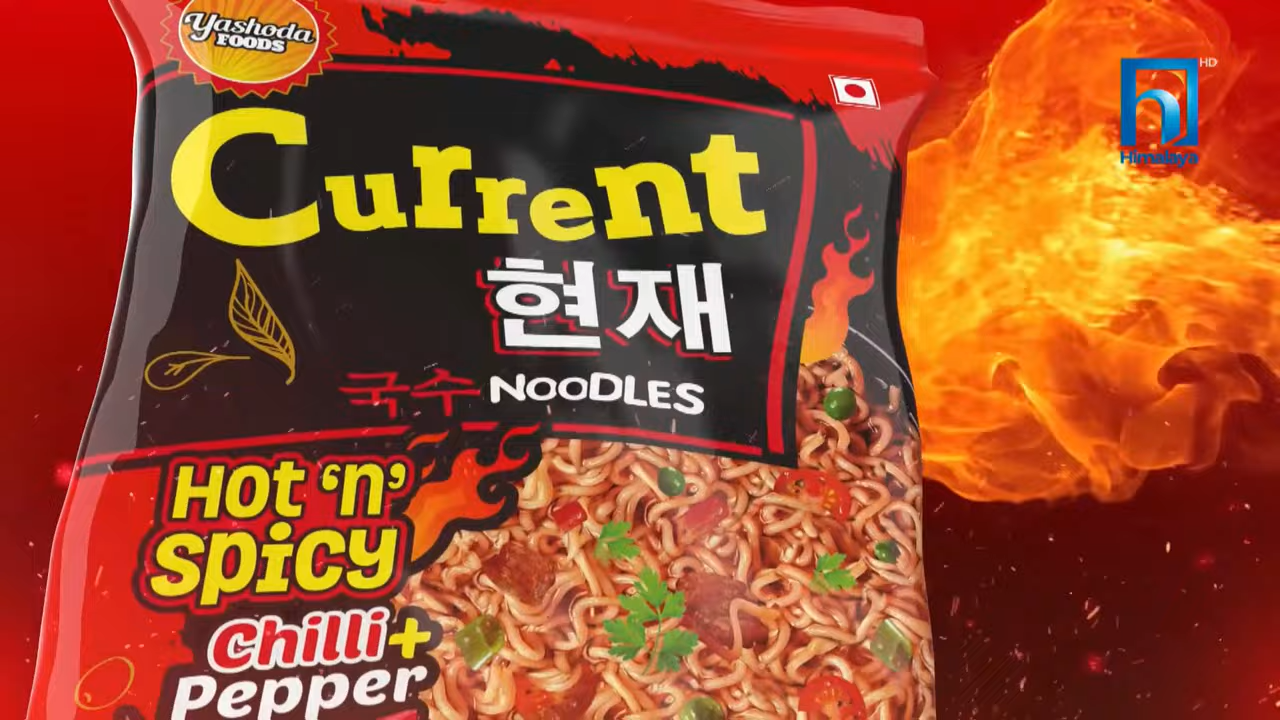 Yashoda
FOODS
HD
Himalaya
Current
현재
국수 NOODLES
Hot 'n'
spicy
Chilli+
Pepper